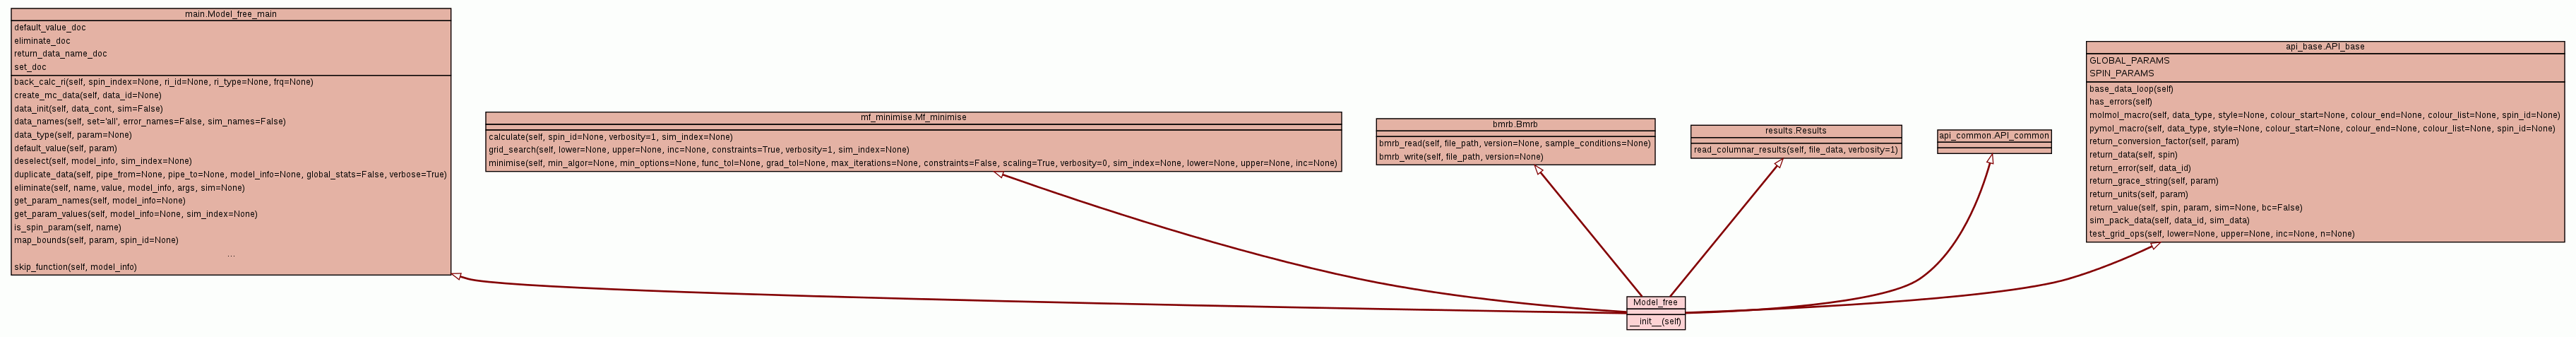 main.Model_free_main
default_value_doc
eliminate_doc
return_data_name_doc
set_doc
back_calc_ri(self, spin_index=None, ri_id=None, ri_type=None, frq=None)
create_mc_data(self, data_id=None)
data_init(self, data_cont, sim=False)
data_names(self, set='all', error_names=False, sim_names=False)
data_type(self, param=None)
default_value(self, param)
deselect(self, model_info, sim_index=None)
duplicate_data(self, pipe_from=None, pipe_to=None, model_info=None, global_stats=False, verbose=True)
eliminate(self, name, value, model_info, args, sim=None)
get_param_names(self, model_info=None)
get_param_values(self, model_info=None, sim_index=None)
is_spin_param(self, name)
map_bounds(self, param, spin_id=None)
...
skip_function(self, model_info)
mf_minimise.Mf_minimise
calculate(self, spin_id=None, verbosity=1, sim_index=None)
grid_search(self, lower=None, upper=None, inc=None, constraints=True, verbosity=1, sim_index=None)
minimise(self, min_algor=None, min_options=None, func_tol=None, grad_tol=None, max_iterations=None, constraints=False, scaling=True, verbosity=0, sim_index=None, lower=None, upper=None, inc=None)
bmrb.Bmrb
bmrb_read(self, file_path, version=None, sample_conditions=None)
bmrb_write(self, file_path, version=None)
results.Results
read_columnar_results(self, file_data, verbosity=1)
api_common.API_common
api_base.API_base
GLOBAL_PARAMS
SPIN_PARAMS
base_data_loop(self)
has_errors(self)
molmol_macro(self, data_type, style=None, colour_start=None, colour_end=None, colour_list=None, spin_id=None)
pymol_macro(self, data_type, style=None, colour_start=None, colour_end=None, colour_list=None, spin_id=None)
return_conversion_factor(self, param)
return_data(self, spin)
return_error(self, data_id)
return_grace_string(self, param)
return_units(self, param)
return_value(self, spin, param, sim=None, bc=False)
sim_pack_data(self, data_id, sim_data)
test_grid_ops(self, lower=None, upper=None, inc=None, n=None)
Model_free
__init__(self)